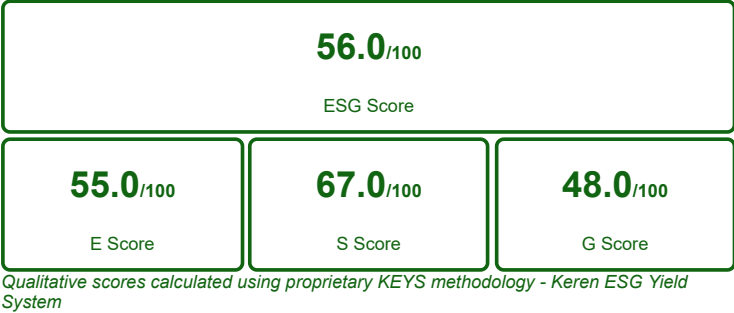 56.0/100
ESG Score
55.0/100 67.0/100 48.0/100
E Score S Score G Score
Qualitative scores calculated using proprietary KEYS methodology - Keren ESG Yield
System